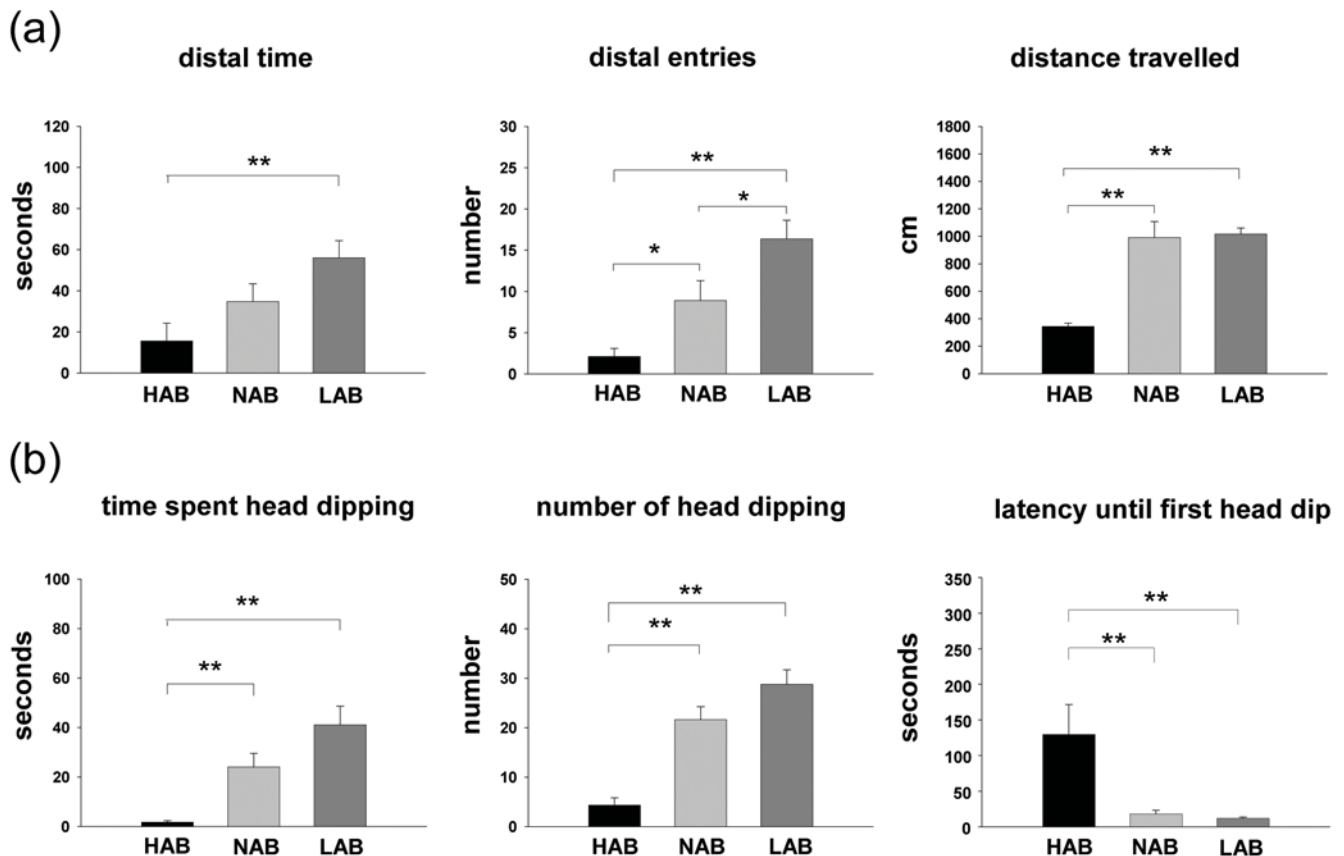 (a)
distal time
distal entries
distance travelled
seconds
120
100
80
60
40
20
0
**
HAB NAB LAB
number
30
25
20
15
10
5
0
**
*
*
HAB NAB LAB
cm
1800
1600
1400
1200
1000
800
600
400
200
0
**
**
HAB NAB LAB
(b)
time spent head dipping
number of head dipping
latency until first head dip
seconds
100
80
60
40
20
0
**
**
HAB NAB LAB
number
50
40
30
20
10
0
**
**
HAB NAB LAB
seconds
350
300
250
200
150
100
50
0
**
**
HAB NAB LAB